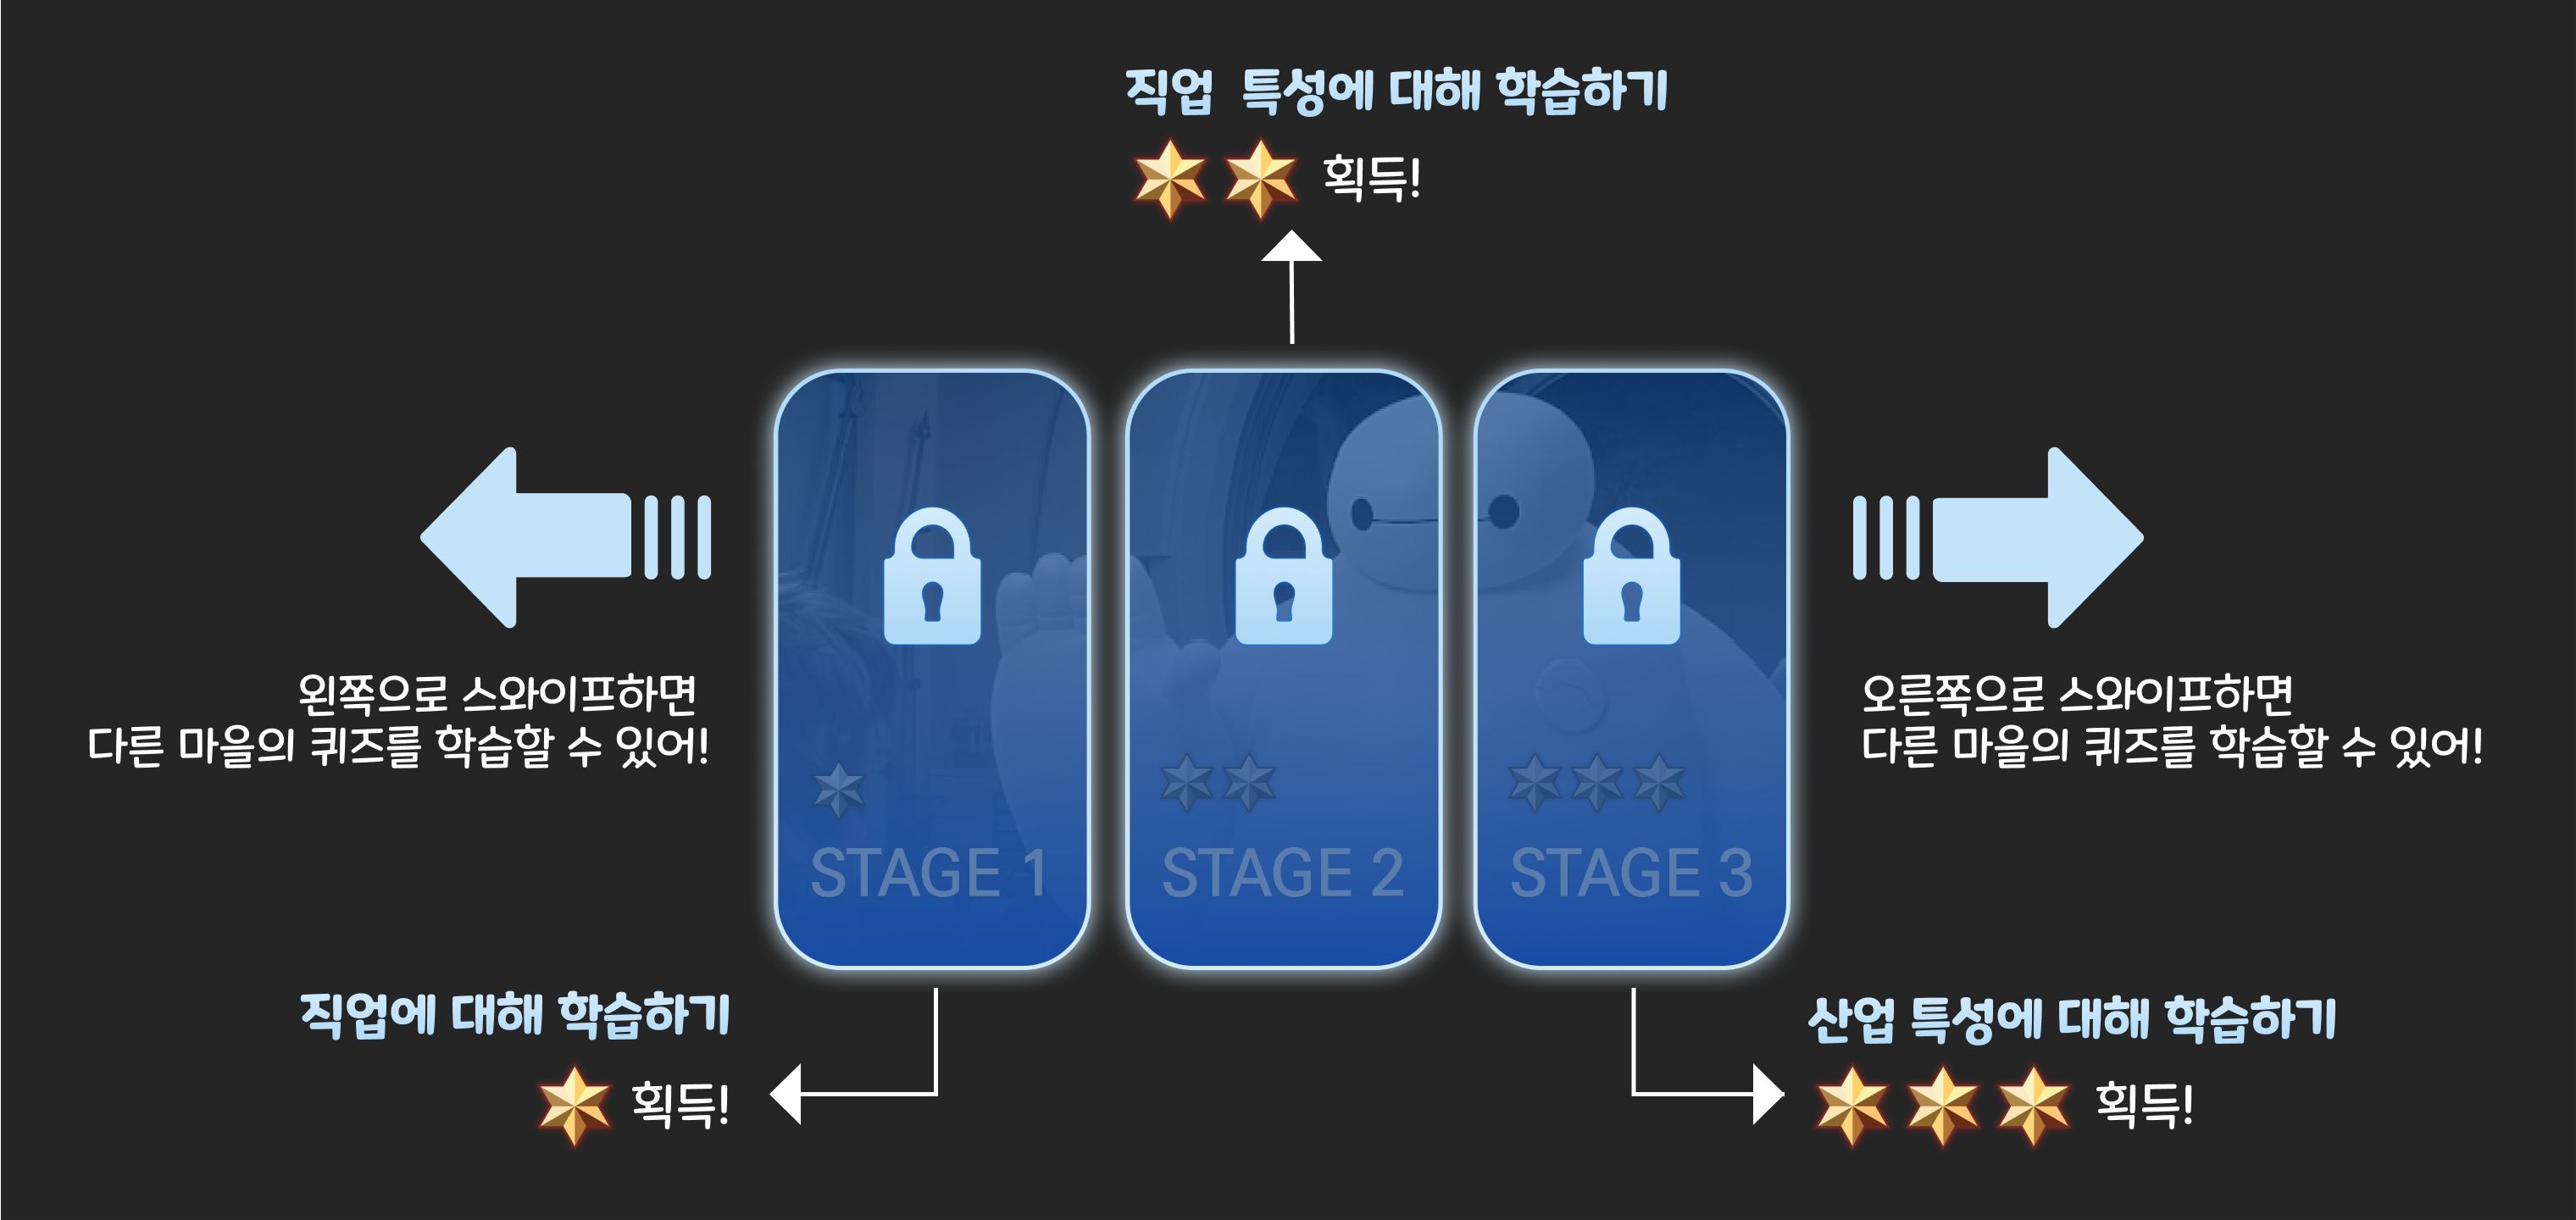 직업 특성에 대해 학습하기
획득!
왼쪽으로 스와이프하면
다른 마을의 퀴즈를 학습할 수 있어!
STAGE 1
STAGE 2
STAGE 3
오른쪽으로 스와이프하면
다른 마을의 퀴즈를 학습할 수 있어!
직업에 대해 학습하기
획득!
산업 특성에 대해 학습하기
획득!